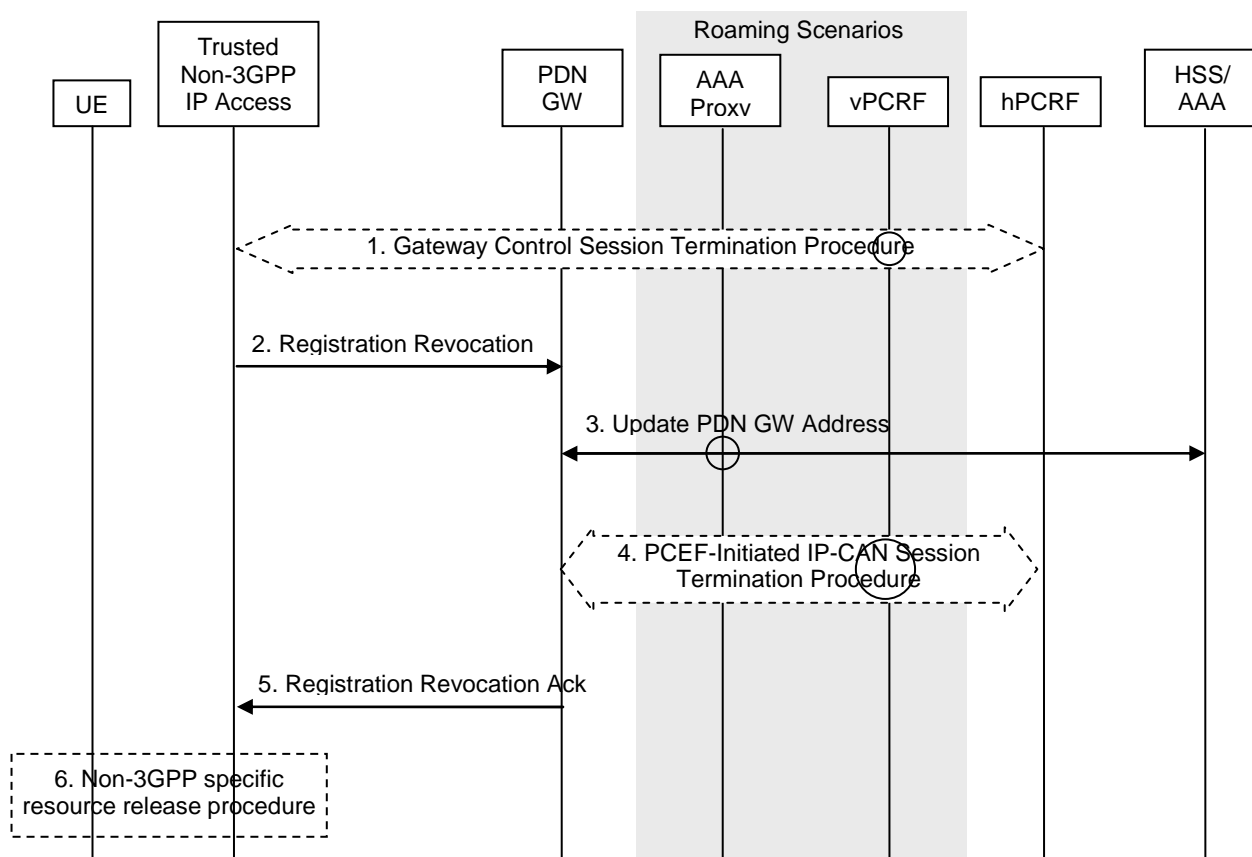 Roaming Scenarios
Trusted
Non-3GPP
IP Access
UE
PDN
GW
AAA
Proxy
vPCRF
hPCRF
HSS/
AAA
1. Gateway Control Session Termination Procedure
2. Registration Revocation
3. Update PDN GW Address
4. PCEF-Initiated IP-CAN Session
Termination Procedure
5. Registration Revocation Ack
6. Non-3GPP specific
resource release procedure